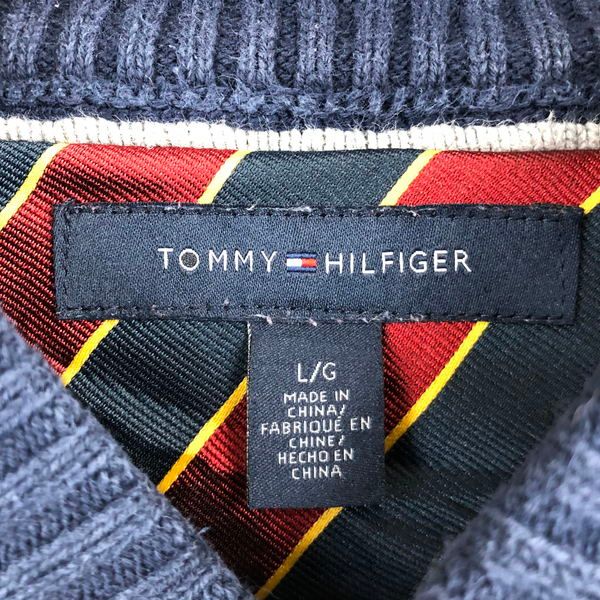 TOMMY HILFIGER
L/G
MADE IN
CHINA/
FABRIQUÉ EN
CHINE/
HECHO EN
CHINA